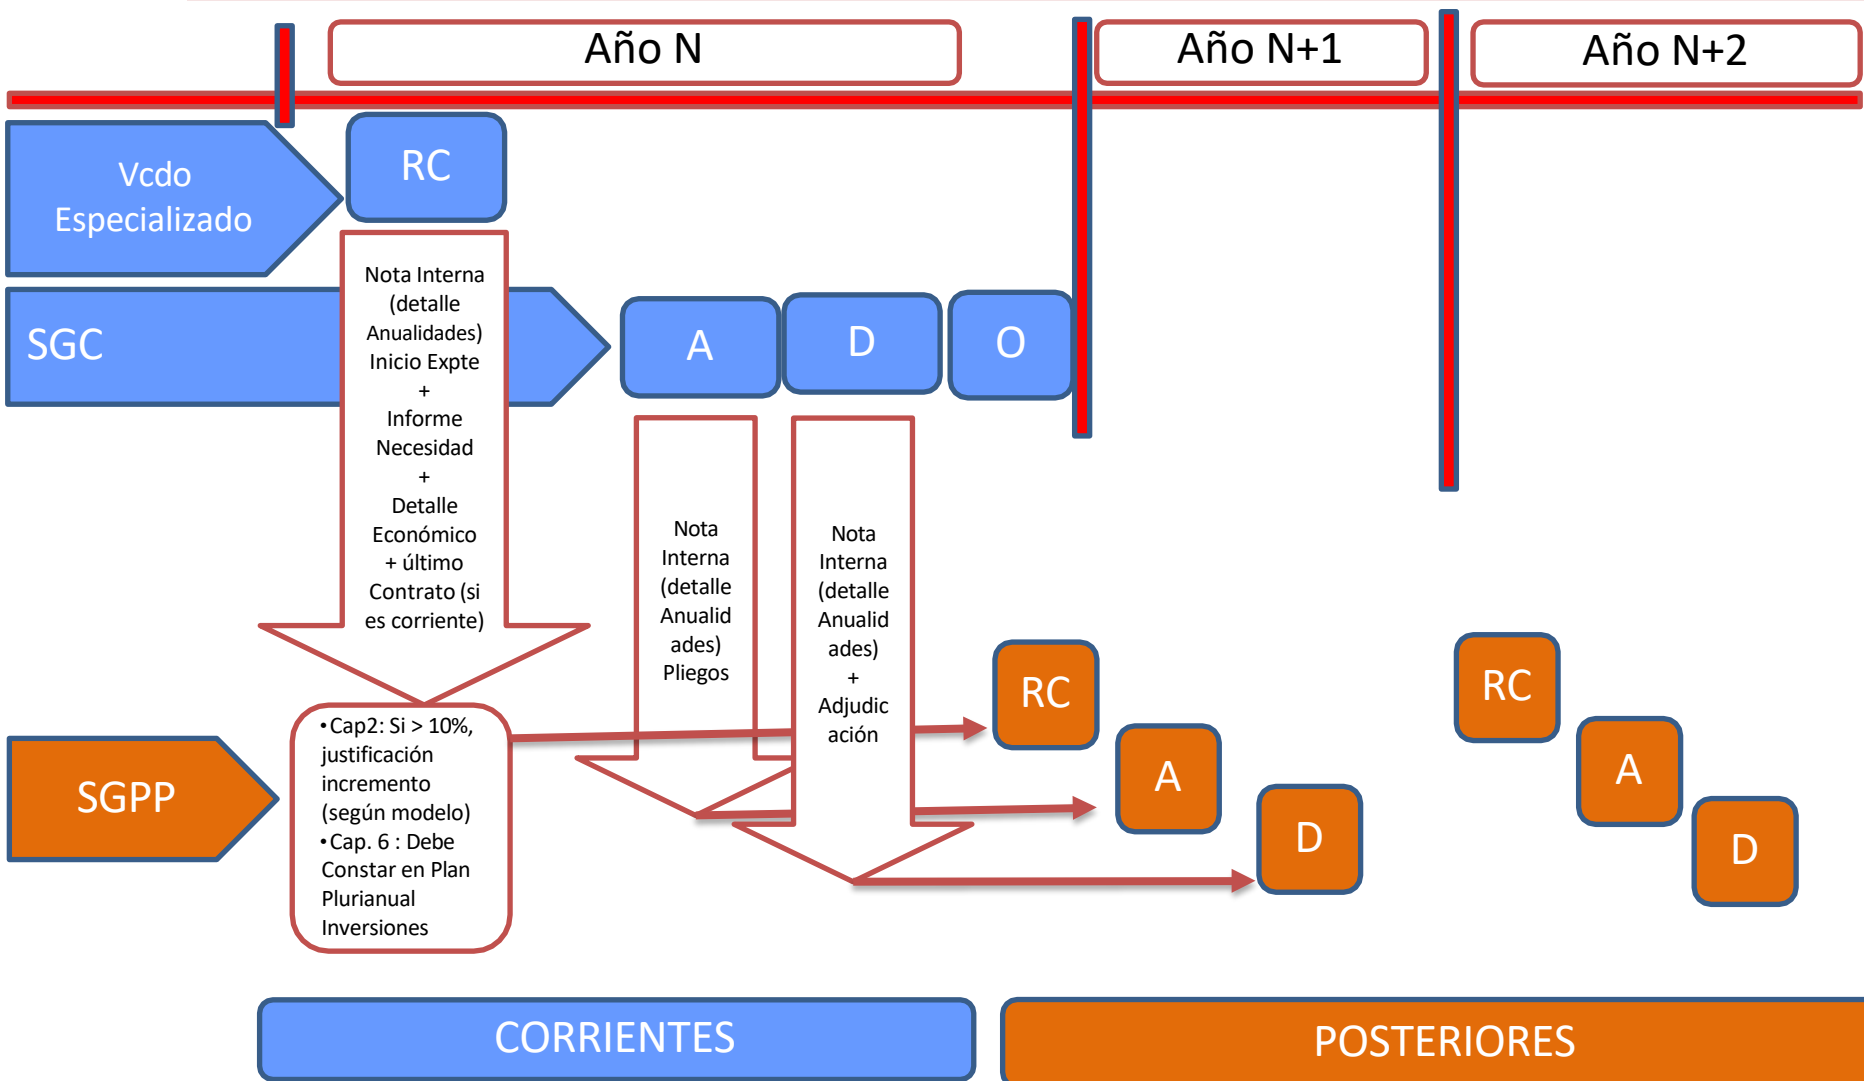 Año N
Año N+1
Año N+2
Vcdo
Especializado
RC
Nota Interna
(detalle
Anualidades)
Inicio Expte
+
Informe
Necesidad
+
Detalle
Económico
+ último
Contrato (si
es corriente)
SGC
A
D
O
Nota
Interna
(detalle
Anualid
ades)
Pliegos
Nota
Interna
(detalle
Anualid
ades)
+
Adjudic
ación
SGPP
•Cap2: Si > 10%,
justificación
incremento
(según modelo)
•Cap. 6 : Debe
Constar en Plan
Plurianual
Inversiones
RC
A
D
RC
A
D
CORRIENTES
POSTERIORES